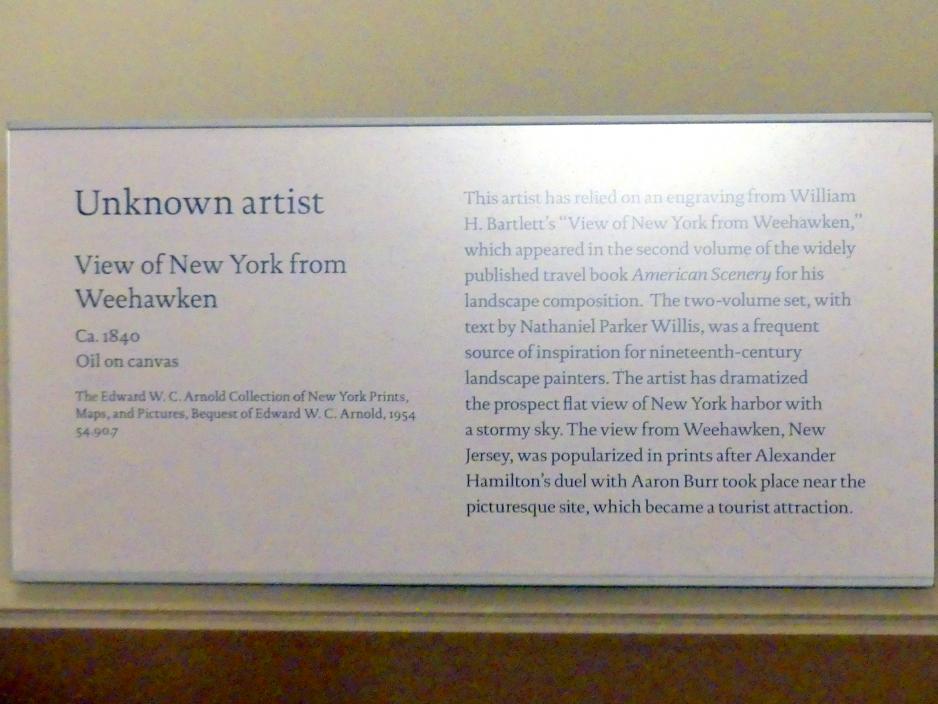 Unknown artist
View of New York from
Weehawken
Ca. 1840
Oil on canvas
The Edward W. C. Arnold Collection of New York Prints,
Maps, and Pictures, Bequest of Edward W. C. Arnold, 1954
54.90.7
This artist has relied on an engraving from William
H. Bartlett's “View of New York from Weehawken,”
which appeared in the second volume of the widely
published travel book American Scenery for his
landscape composition. The two-volume set, with
text by Nathaniel Parker Willis, was a frequent
source of inspiration for nineteenth-century
landscape painters. The artist has dramatized
the prospect flat view of New York harbor with
a stormy sky. The view from Weehawken, New
Jersey, was popularized in prints after Alexander
Hamilton's duel with Aaron Burr took place near the
picturesque site, which became a tourist attraction.